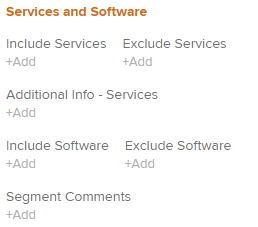 Services and Software
Include Services Exclude Services
+Add +Add
Additional Info - Services
+Add
Include Software Exclude Software
+Add +Add
Segment Comments
+Add